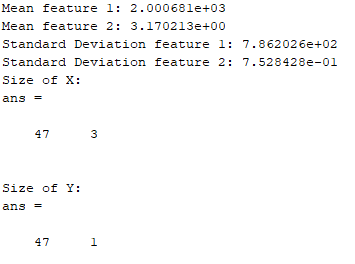 Mean feature 1: 2.000681e+03
Mean feature 2: 3.170213e+00
Standard Deviation feature 1: 7.862026e+02
Standard Deviation feature 2: 7.528428e-01
Size of X:
ans =
47 3
Size of Y:
ans =
47 1